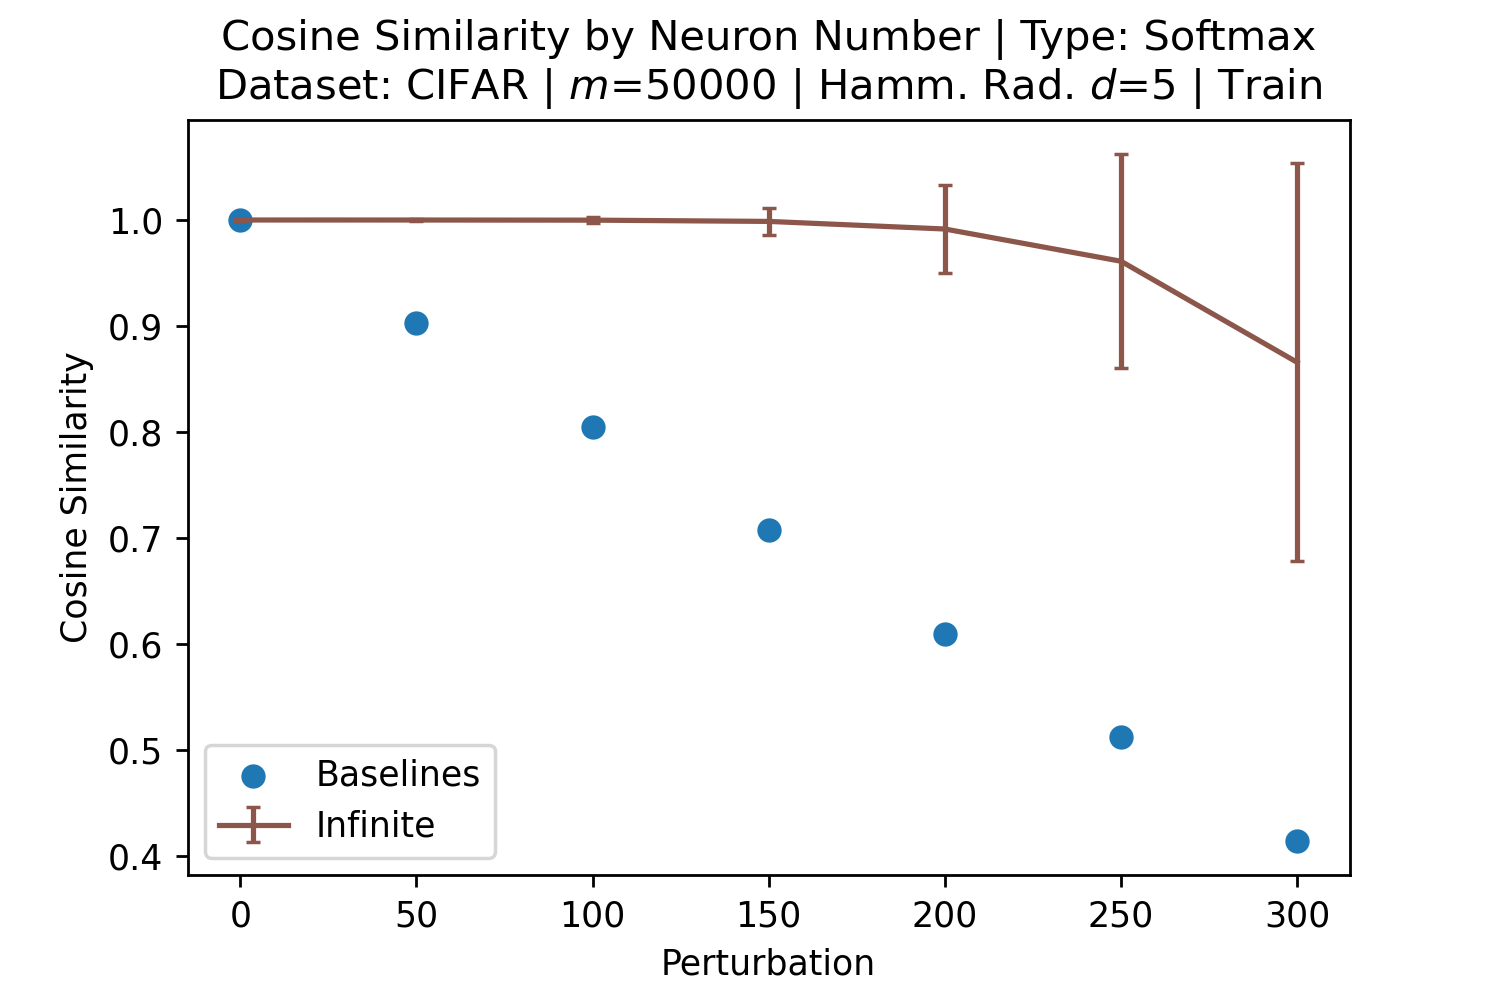 Cosine Similarity by Neuron Number | Type: Softmax
Dataset: CIFAR | m=50000 | Hamm. Rad. d=5 | Train
Cosine Similarity
1.0
0.9
0.8
0.7
0.6
0.5
0.4
Baselines
Infinite
0 50 100 150 200 250 300
Perturbation